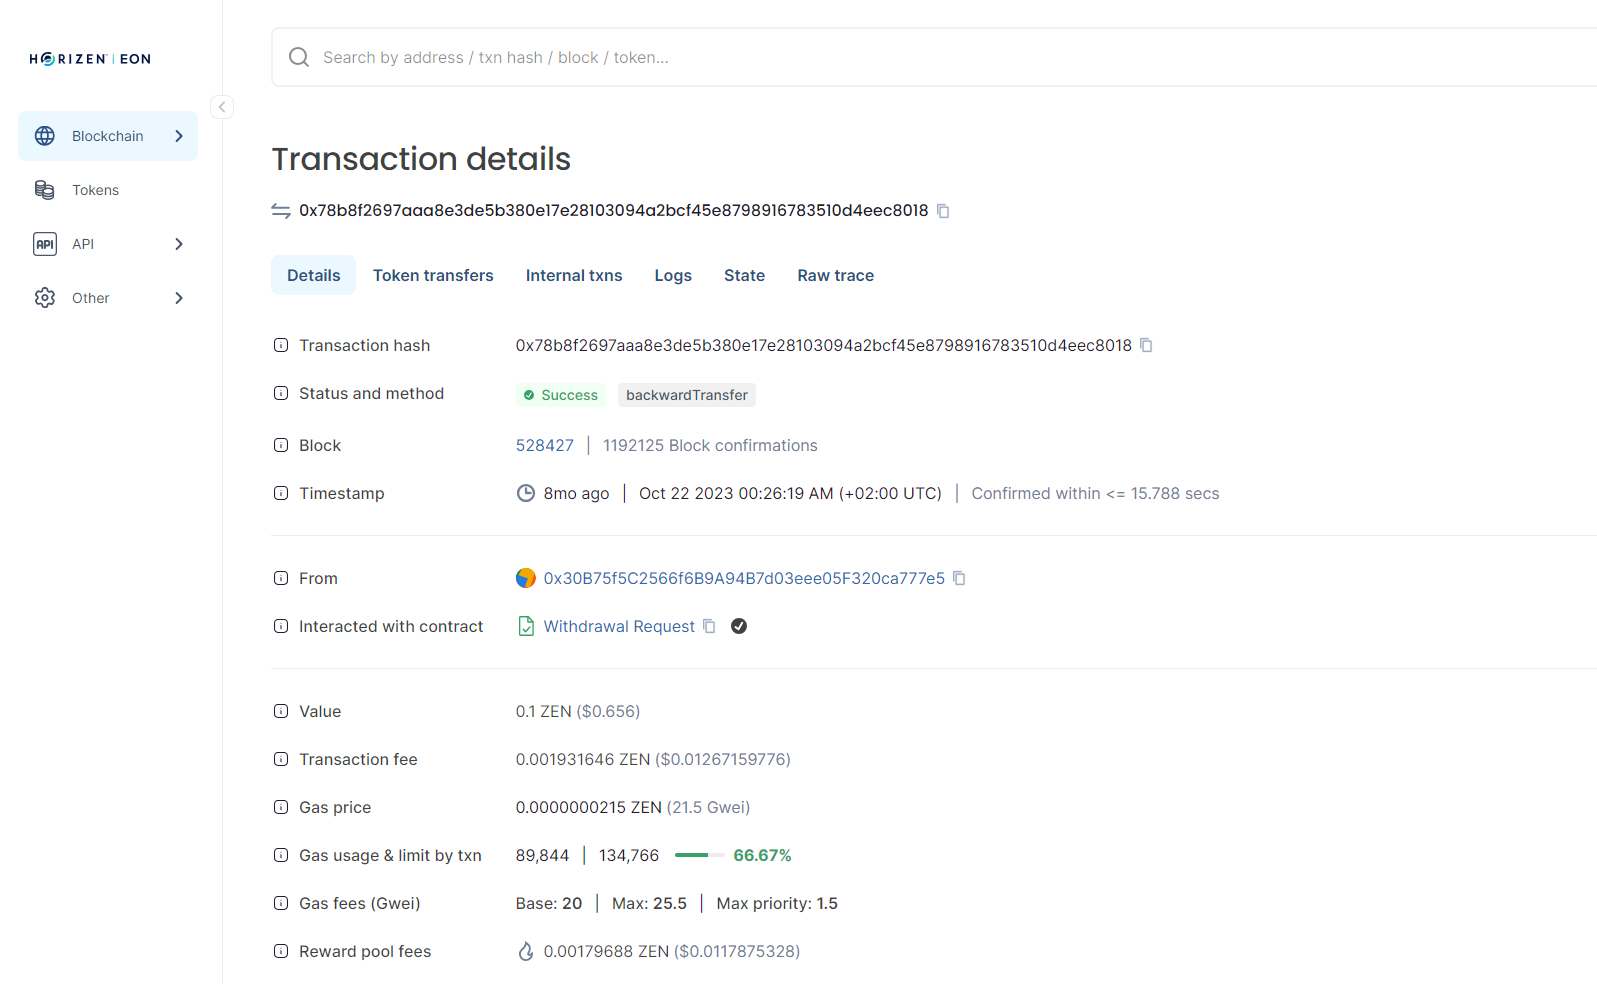 HORIZEN | EON
Search by address / txn hash / block / token...
Blockchain
Tokens
API API
Other
Transaction details
0x78b8f2697aaa8e3de5b380e17e28103094a2bcf45e8798916783510d4eec8018
Details Token transfers Internal txns Logs State Raw trace
Transaction hash 0x78b8f2697aaa8e3de5b380e17e28103094a2bcf45e8798916783510d4eec8018
Status and method Success backwardTransfer
Block 528427 | 1192125 Block confirmations
Timestamp 8mo ago | Oct 22 2023 00:26:19 AM (+02:00 UTC) | Confirmed within <= 15.788 secs
From 0x30B75f5C2566f6B9A94B7d03eee05F320ca777e5
Interacted with contract Withdrawal Request
Value 0.1 ZEN ($0.656)
Transaction fee 0.001931646 ZEN ($0.01267159776)
Gas price 0.0000000215 ZEN (21.5 Gwei)
Gas usage & limit by txn 89,844 | 134,766 66.67%
Gas fees (Gwei) Base: 20 | Max: 25.5 | Max priority: 1.5
Reward pool fees 0.00179688 ZEN ($0.0117875328)